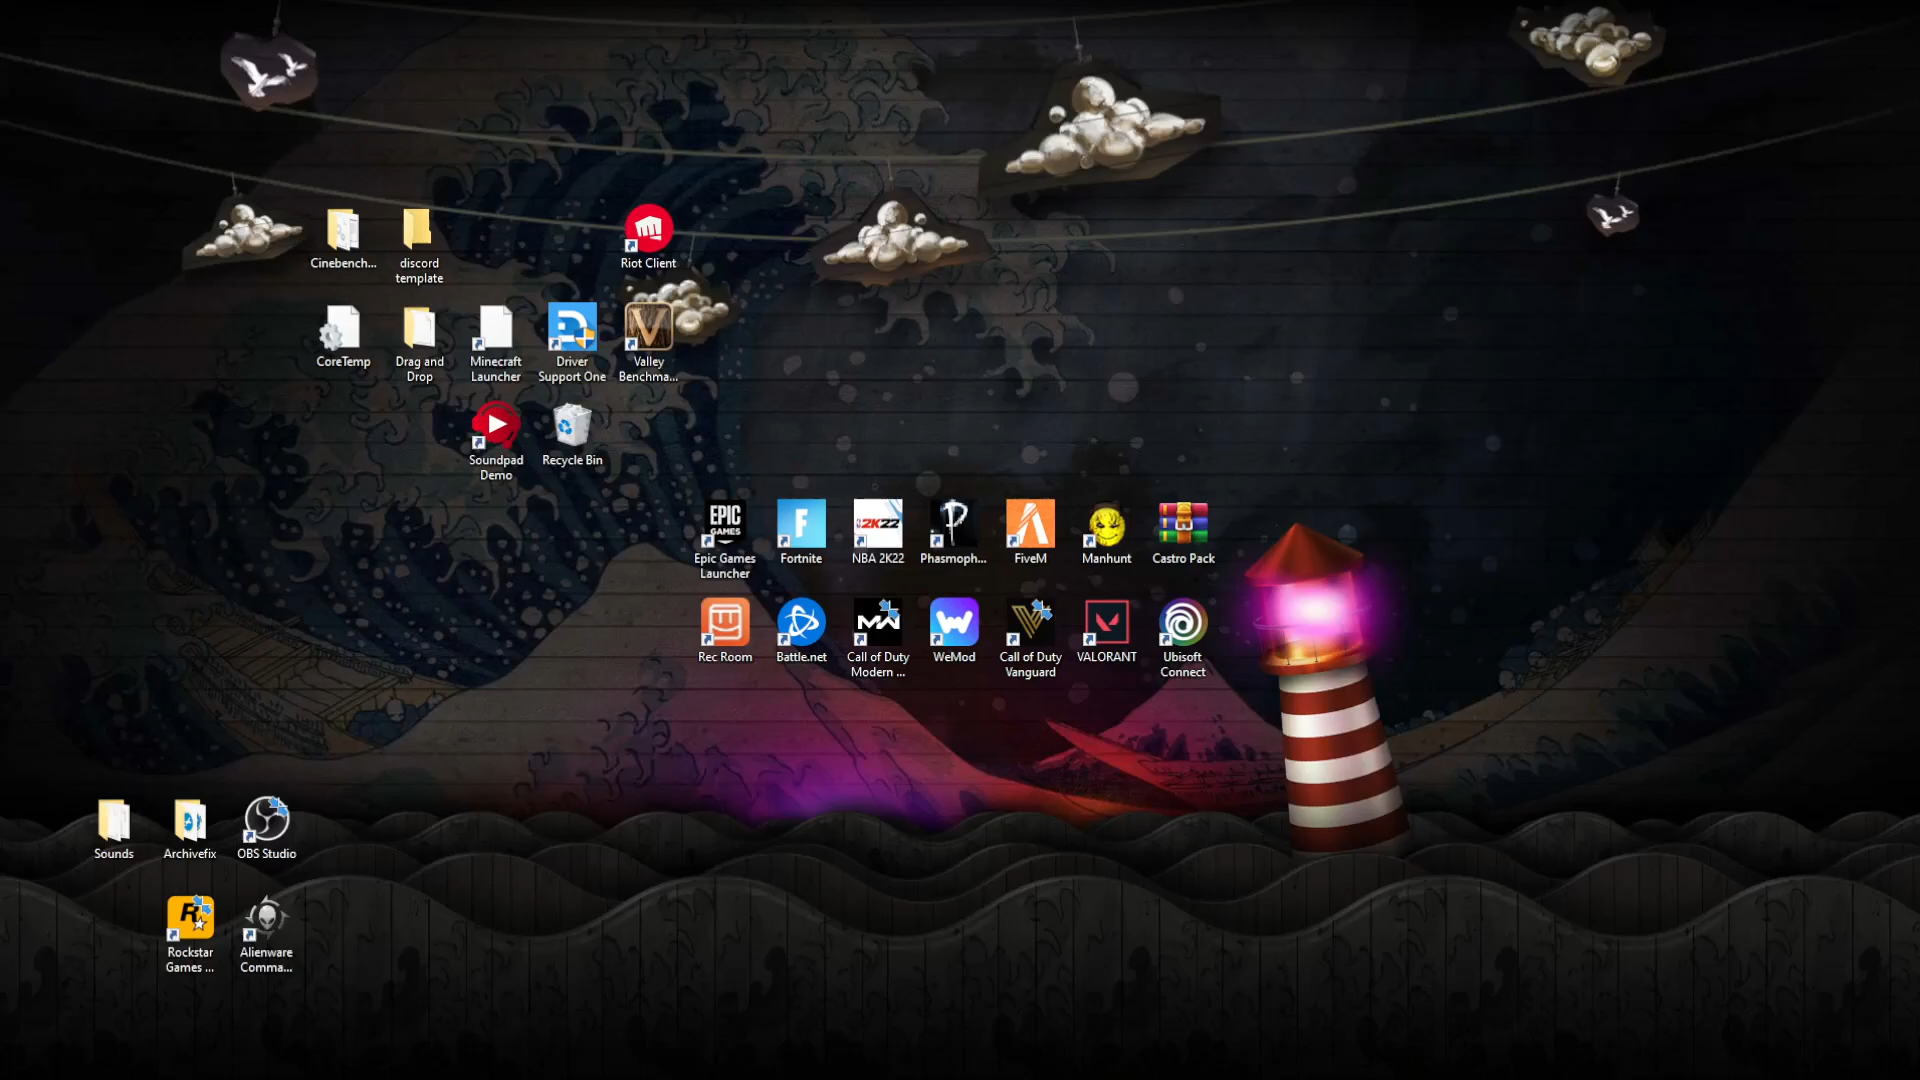 Cinebench...
discord
template
Riot Client
CoreTemp
Drag and
Drop
Minecraft
Launcher
Driver
Support One
V
Valley
Benchma...
Soundpad
Demo
Recycle Bin
EPIC
GAMES
Epic Games
Launcher
F
Fortnite
2K22
NBA 2K22
Phasmoph...
FiveM
Manhunt
Castro Pack
Rec Room
Battle.net
MW
Call of Duty
Modern ...
WeMod
V
Call of Duty
Vanguard
VALORANT
Ubisoft
Connect
Sounds
Archivefix
OBS Studio
R
Rockstar
Games ...
Alienware
Comma...